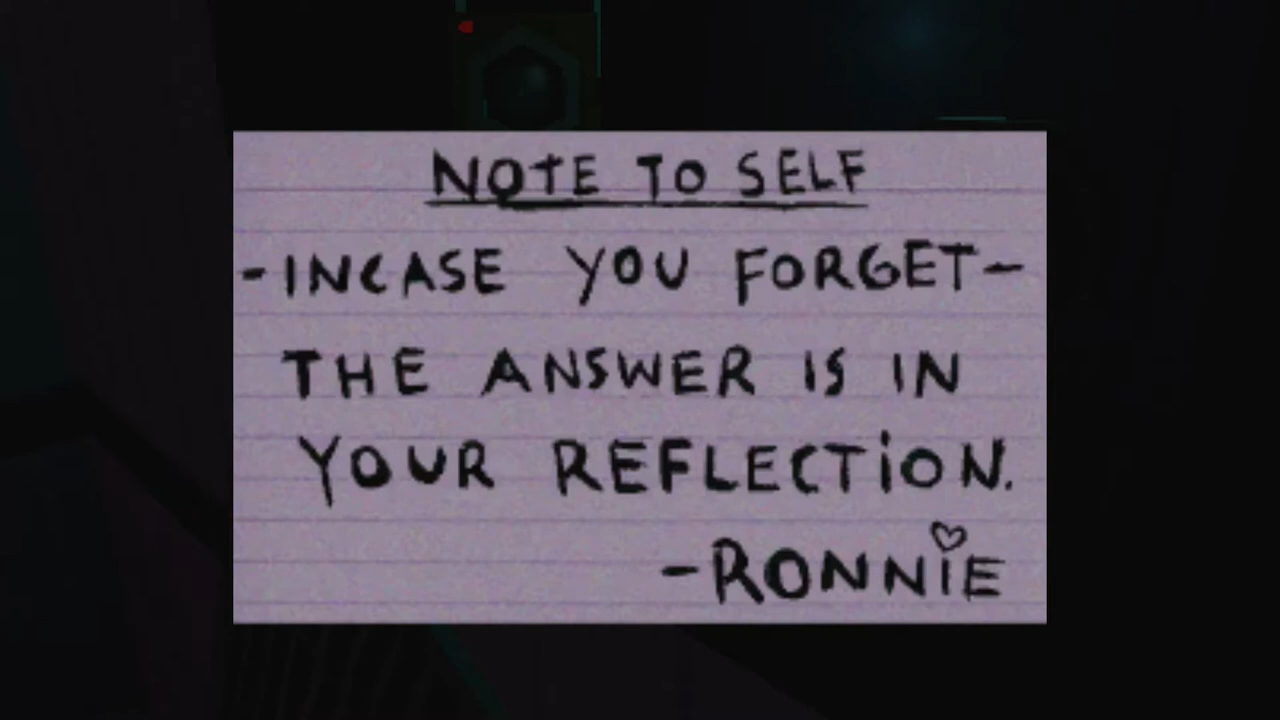 NOTE TO SELF
-INCASE YOU FORGET-
THE ANSWER IS IN
YOUR REFLECTION.
-RONNIE